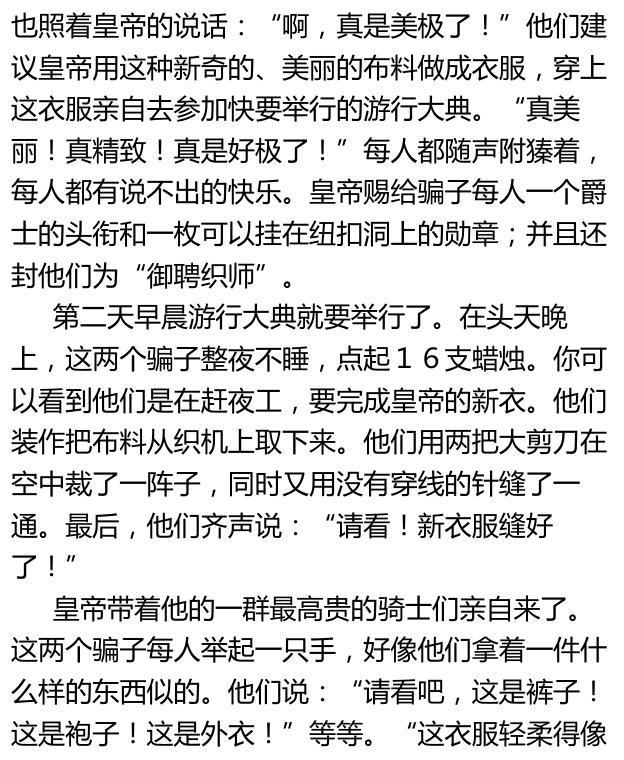 也照着皇帝的说话：“啊，真是美极了！”他们建
议皇帝用这种新奇的、美丽的布料做成衣服，穿上
这衣服亲自去参加快要举行的游行大典。“真美
丽！真精致！真是好极了！”每人都随声附獉着，
每人都有说不出的快乐。皇帝赐给骗子每人一个爵
士的头衔和一枚可以挂在纽扣洞上的勋章；并且还
封他们为“御聘织师”。
第二天早晨游行大典就要举行了。在头天晚
上，这两个骗子整夜不睡，点起１６支蜡烛。你可
以看到他们是在赶夜工，要完成皇帝的新衣。他们
装作把布料从织机上取下来。他们用两把大剪刀在
空中裁了一阵子，同时又用没有穿线的针缝了一
通。最后，他们齐声说：“请看！新衣服缝好
了！”
皇帝带着他的一群最高贵的骑士们亲自来了。
这两个骗子每人举起一只手，好像他们拿着一件什
么样的东西似的。他们说：“请看吧，这是裤子！
这是袍子！这是外衣！”等等。“这衣服轻柔得像